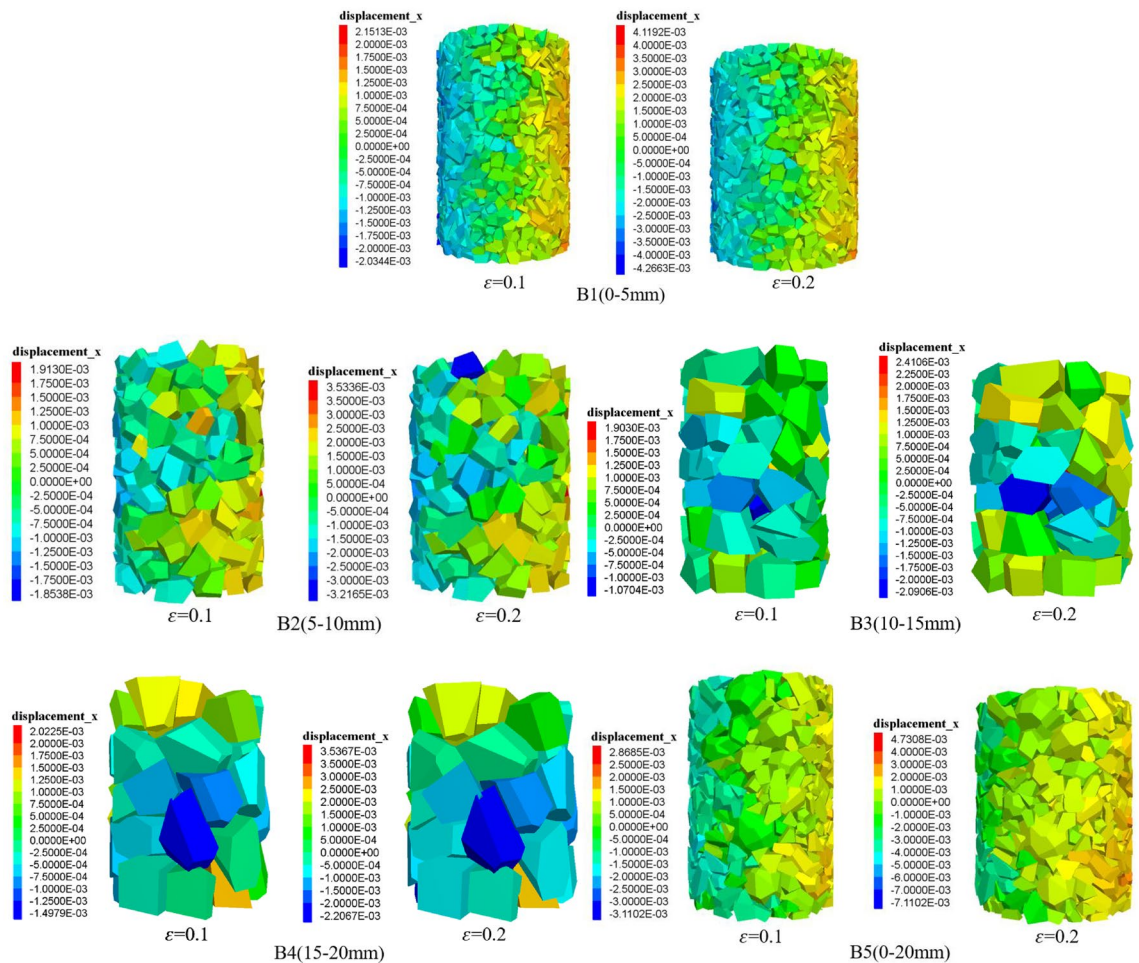 displacement_x
2.1513E-03
2.0000E-03
1.7500E-03
1.5000E-03
1.2500E-03
1.0000E-03
7.5000E-04
5.0000E-04
2.5000E-04
0.0000E+00
-2.5000E-04
-5.0000E-04
-7.5000E-04
-1.0000E-03
-1.2500E-03
-1.5000E-03
-1.7500E-03
-2.0000E-03
-2.0344E-03
ε=0.1
displacement_x
4.1192E-03
4.0000E-03
3.5000E-03
3.0000E-03
2.5000E-03
2.0000E-03
1.5000E-03
1.0000E-03
5.0000E-04
0.0000E+00
-5.0000E-04
-1.0000E-03
-1.5000E-03
-2.0000E-03
-2.5000E-03
-3.0000E-03
-3.5000E-03
-4.0000E-03
-4.2663E-03
ε=0.2
B1(0-5mm)
displacement_x
1.9130E-03
1.7500E-03
1.5000E-03
1.2500E-03
1.0000E-03
7.5000E-04
5.0000E-04
2.5000E-04
0.0000E+00
-2.5000E-04
-5.0000E-04
-7.5000E-04
-1.0000E-03
-1.2500E-03
-1.5000E-03
-1.7500E-03
-1.8538E-03
ε=0.1
displacement_x
3.5336E-03
3.5000E-03
3.0000E-03
2.5000E-03
2.0000E-03
1.5000E-03
1.0000E-03
5.0000E-04
0.0000E+00
-5.0000E-04
-1.0000E-03
-1.5000E-03
-2.0000E-03
-2.5000E-03
-3.0000E-03
-3.2165E-03
ε=0.2
B2(5-10mm)
displacement_x
1.9030E-03
1.7500E-03
1.5000E-03
1.2500E-03
1.0000E-03
7.5000E-04
5.0000E-04
2.5000E-04
0.0000E+00
-2.5000E-04
-5.0000E-04
-7.5000E-04
-1.0000E-03
-1.0704E-03
ε=0.1
displacement_x
2.4106E-03
2.2500E-03
2.0000E-03
1.7500E-03
1.5000E-03
1.2500E-03
1.0000E-03
7.5000E-04
5.0000E-04
2.5000E-04
0.0000E+00
-2.5000E-04
-5.0000E-04
-7.5000E-04
-1.0000E-03
-1.2500E-03
-1.5000E-03
-1.7500E-03
-2.0000E-03
-2.0906E-03
ε=0.2
B3(10-15mm)
displacement_x
2.0225E-03
2.0000E-03
1.7500E-03
1.5000E-03
1.2500E-03
1.0000E-03
7.5000E-04
5.0000E-04
2.5000E-04
0.0000E+00
-2.5000E-04
-5.0000E-04
-7.5000E-04
-1.0000E-03
-1.2500E-03
-1.4979E-03
ε=0.1
displacement_x
3.5367E-03
3.5000E-03
3.0000E-03
2.5000E-03
2.0000E-03
1.5000E-03
1.0000E-03
5.0000E-04
0.0000E+00
-5.0000E-04
-1.0000E-03
-1.5000E-03
-2.0000E-03
-2.2067E-03
ε=0.2
B4(15-20mm)
displacement_x
2.8685E-03
2.5000E-03
2.0000E-03
1.5000E-03
1.0000E-03
5.0000E-04
0.0000E+00
-5.0000E-04
-1.0000E-03
-1.5000E-03
-2.0000E-03
-2.5000E-03
-3.0000E-03
-3.1102E-03
ε=0.1
displacement_x
4.7308E-03
4.0000E-03
3.0000E-03
2.0000E-03
1.0000E-03
0.0000E+00
-1.0000E-03
-2.0000E-03
-3.0000E-03
-4.0000E-03
-5.0000E-03
-6.0000E-03
-7.0000E-03
-7.1102E-03
ε=0.2
B5(0-20mm)